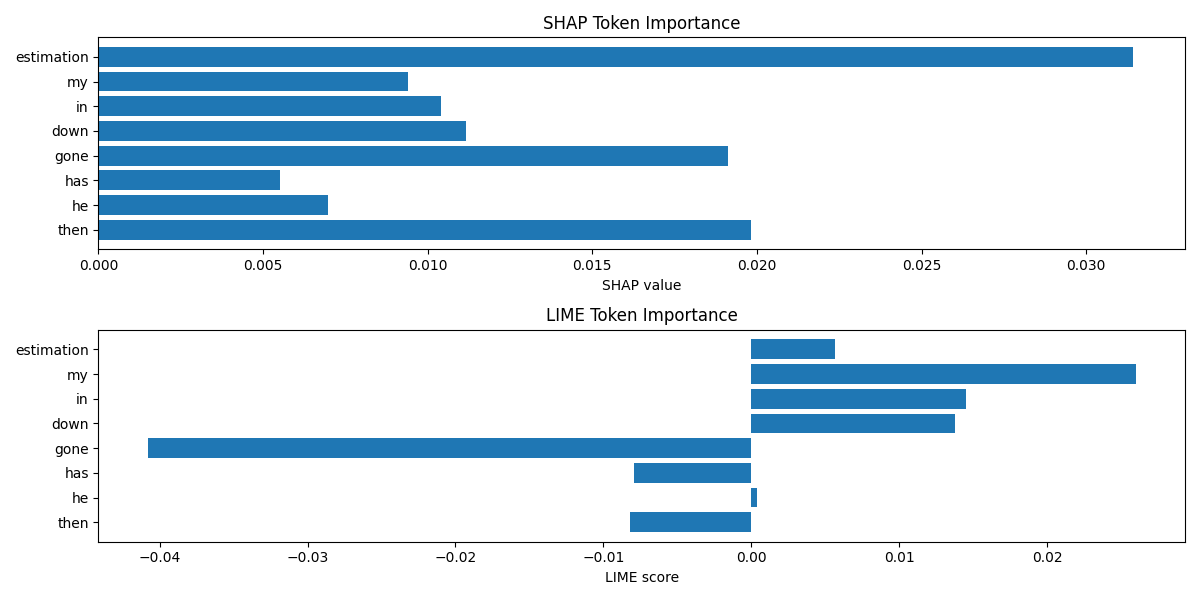 SHAP Token Importance
estimation
my
in
down
gone
has
he
then
0.000 0.005 0.010 0.015 0.020 0.025 0.030
SHAP value
LIME Token Importance
estimation
my
in
down
gone
has
he
then
−0.04 −0.03 −0.02 −0.01 0.00 0.01 0.02
LIME score